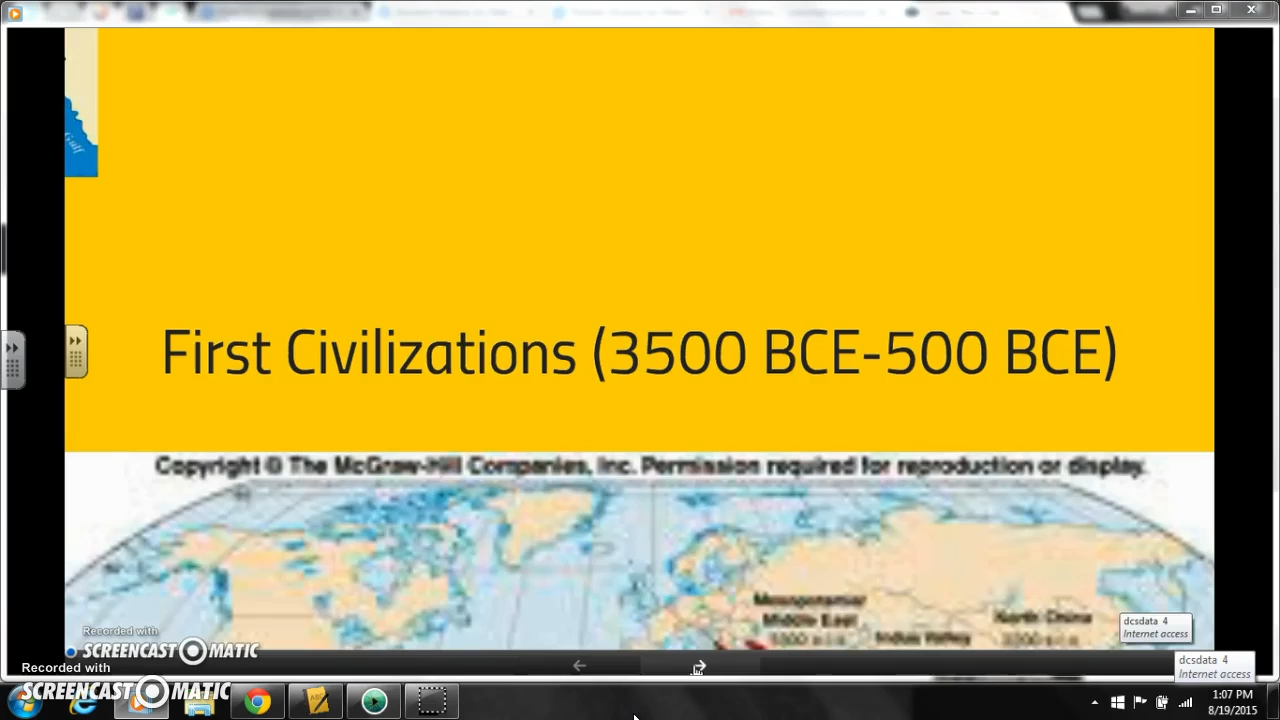 First Civilizations (3500 BCE-500 BCE)
Copyright © The McGraw-Hill Companies, Inc. Permission required for reproduction or display.
Mesopotamia/
Middle East
North China
Indus Valley
dcsdata 4
Internet access
Recorded with
SCREENCAST MATIC
Recorded with
SCREENCAST MATIC
dcsdata 4
Internet access
1:07 PM
8/19/2015